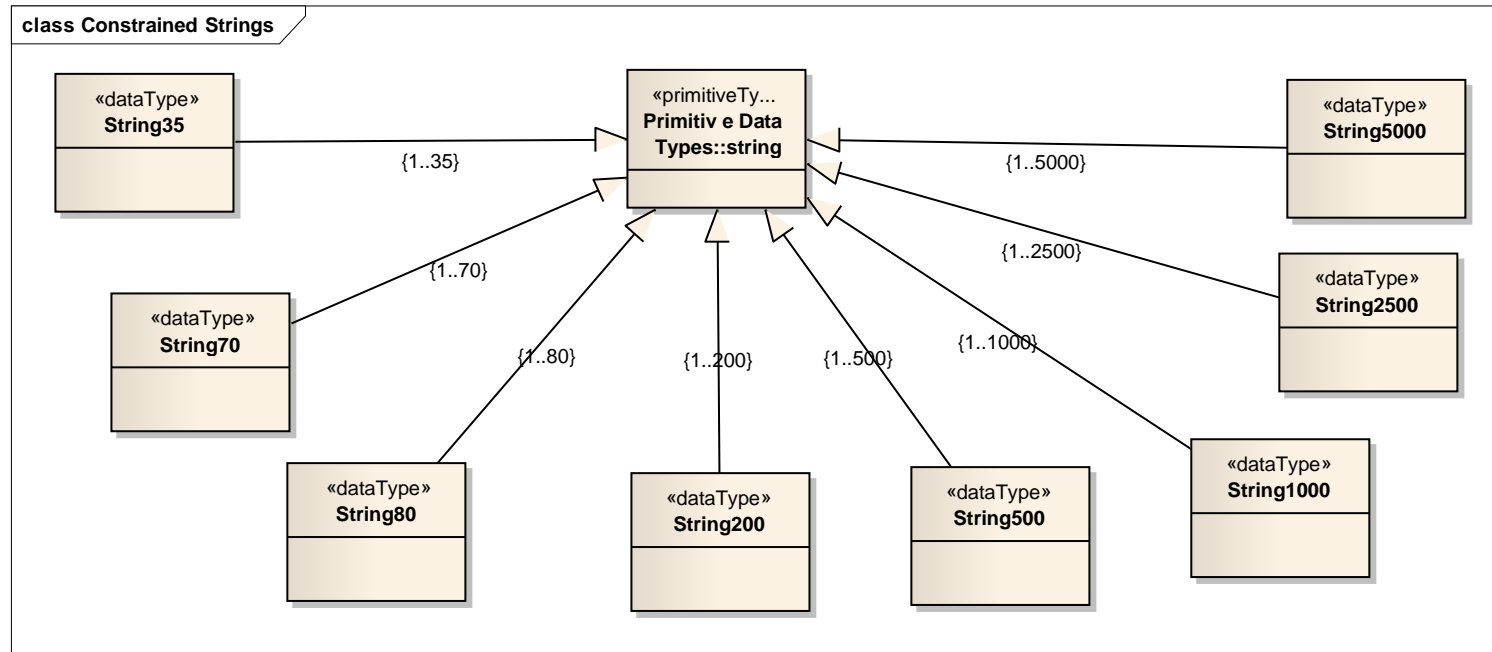 class Constrained Strings
«dataType»
String35
«primitiveTy...
Primitiv e Data
Types::string
«dataType»
String5000
{1..35}
{1..5000}
{1..70}
{1..2500}
«dataType»
String70
«dataType»
String2500
{1..80}
{1..200}
{1..500}
{1..1000}
«dataType»
String80
«dataType»
String200
«dataType»
String500
«dataType»
String1000